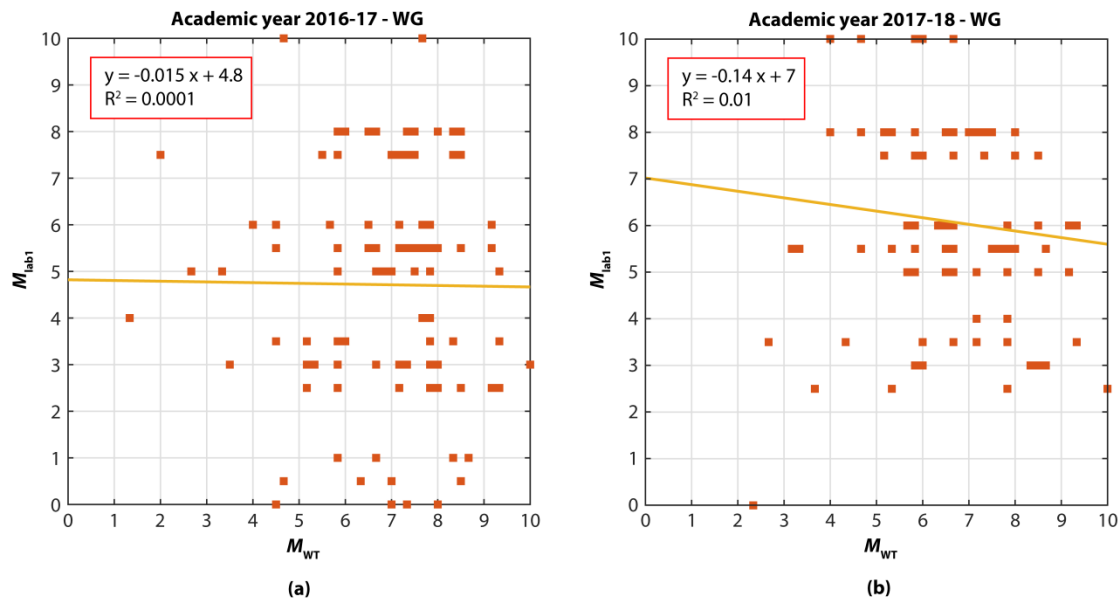 Academic year 2016-17 - WG
y = -0.015 x + 4.8
R² = 0.0001
10
9
8
7
6
5
4
3
2
1
0
M_lab1
0 1 2 3 4 5 6 7 8 9 10
M_WT
(a)
Academic year 2017-18 - WG
y = -0.14 x + 7
R² = 0.01
10
9
8
7
6
5
4
3
2
1
0
M_lab1
0 1 2 3 4 5 6 7 8 9 10
M_WT
(b)